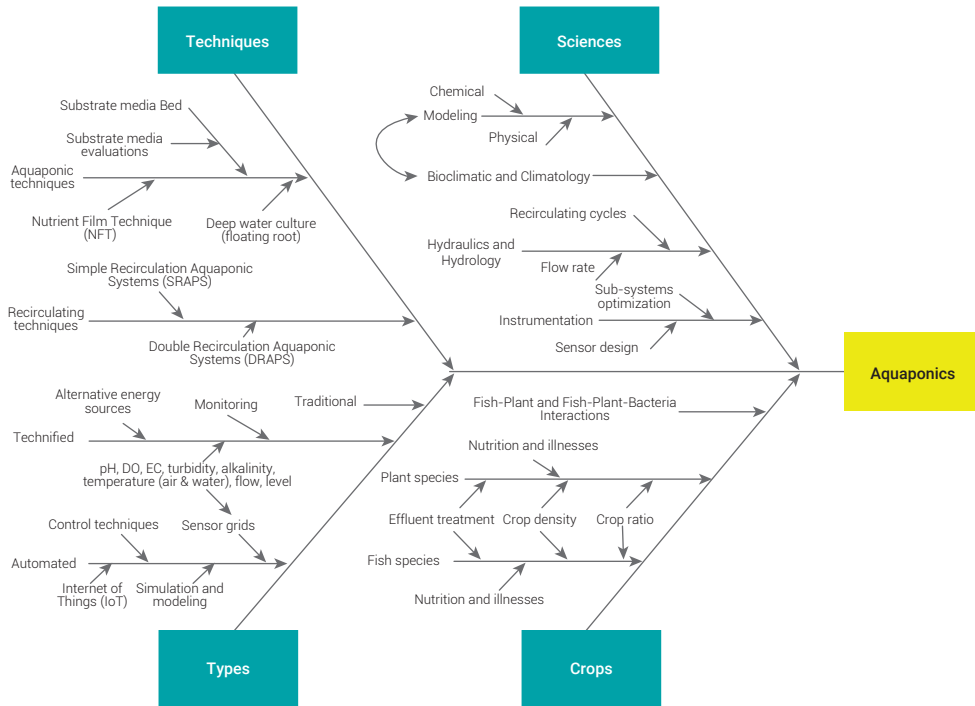 Techniques
Sciences
Substrate media Bed
Substrate media
evaluations
Aquaponic
techniques
Nutrient Film Technique
(NFT)
Deep water culture
(floating root)
Simple Recirculation Aquaponic
Systems (SRAPS)
Recirculating
techniques
Double Recirculation Aquaponic
Systems (DRAPS)
Chemical
Modeling
Physical
Bioclimatic and Climatology
Recirculating cycles
Hydraulics and
Hydrology
Flow rate
Sub-systems
optimization
Instrumentation
Sensor design
Aquaponics
Alternative energy
sources
Monitoring
Traditional
Technified
pH, DO, EC, turbidity, alkalinity,
temperature (air & water), flow, level
Control techniques
Sensor grids
Automated
Internet of
Things (IoT)
Simulation and
modeling
Fish-Plant and Fish-Plant-Bacteria
Interactions
Nutrition and illnesses
Plant species
Effluent treatment
Crop density
Crop ratio
Fish species
Nutrition and illnesses
Types
Crops